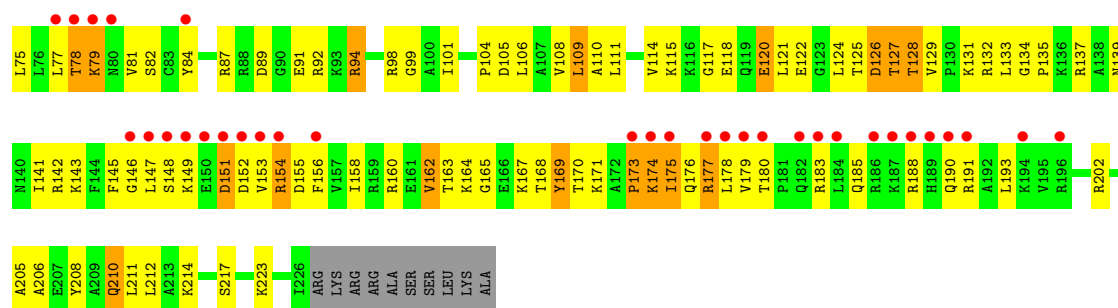 L75 L76 L77 T78 K79 N80 V81 S82 C83 Y84 R87 R88 D89 G90 E91 R92 K93 R94 R98 G99 A100 I101 P104 D105 L106 A107 V108 L109 A110 L111 V114 K115 K116 G117 E118 Q119 E120 L121 E122 G123 L124 T125 D126 T127 T128 V129 P130 K131 R132 L133 G134 P135 K136 R137 A138 N139
N140 I141 R142 K143 F144 F145 G146 L147 S148 K149 E150 D151 D152 V153 R154 D155 F156 V157 I158 R159 R160 E161 V162 T163 K164 G165 E166 K167 T168 Y169 T170 K171 A172 P173 K174 I175 Q176 R177 L178 V179 T180 P181 Q182 R183 L184 Q185 R186 K187 R188 H189 Q190 R191 A192 L193 K194 V195 R196 R202
A205 A206 E207 Y208 A209 Q210 L211 L212 A213 K214 S217 K223 I226 ARG LYS ARG ARG ALA SER SER LEU LYS ALA